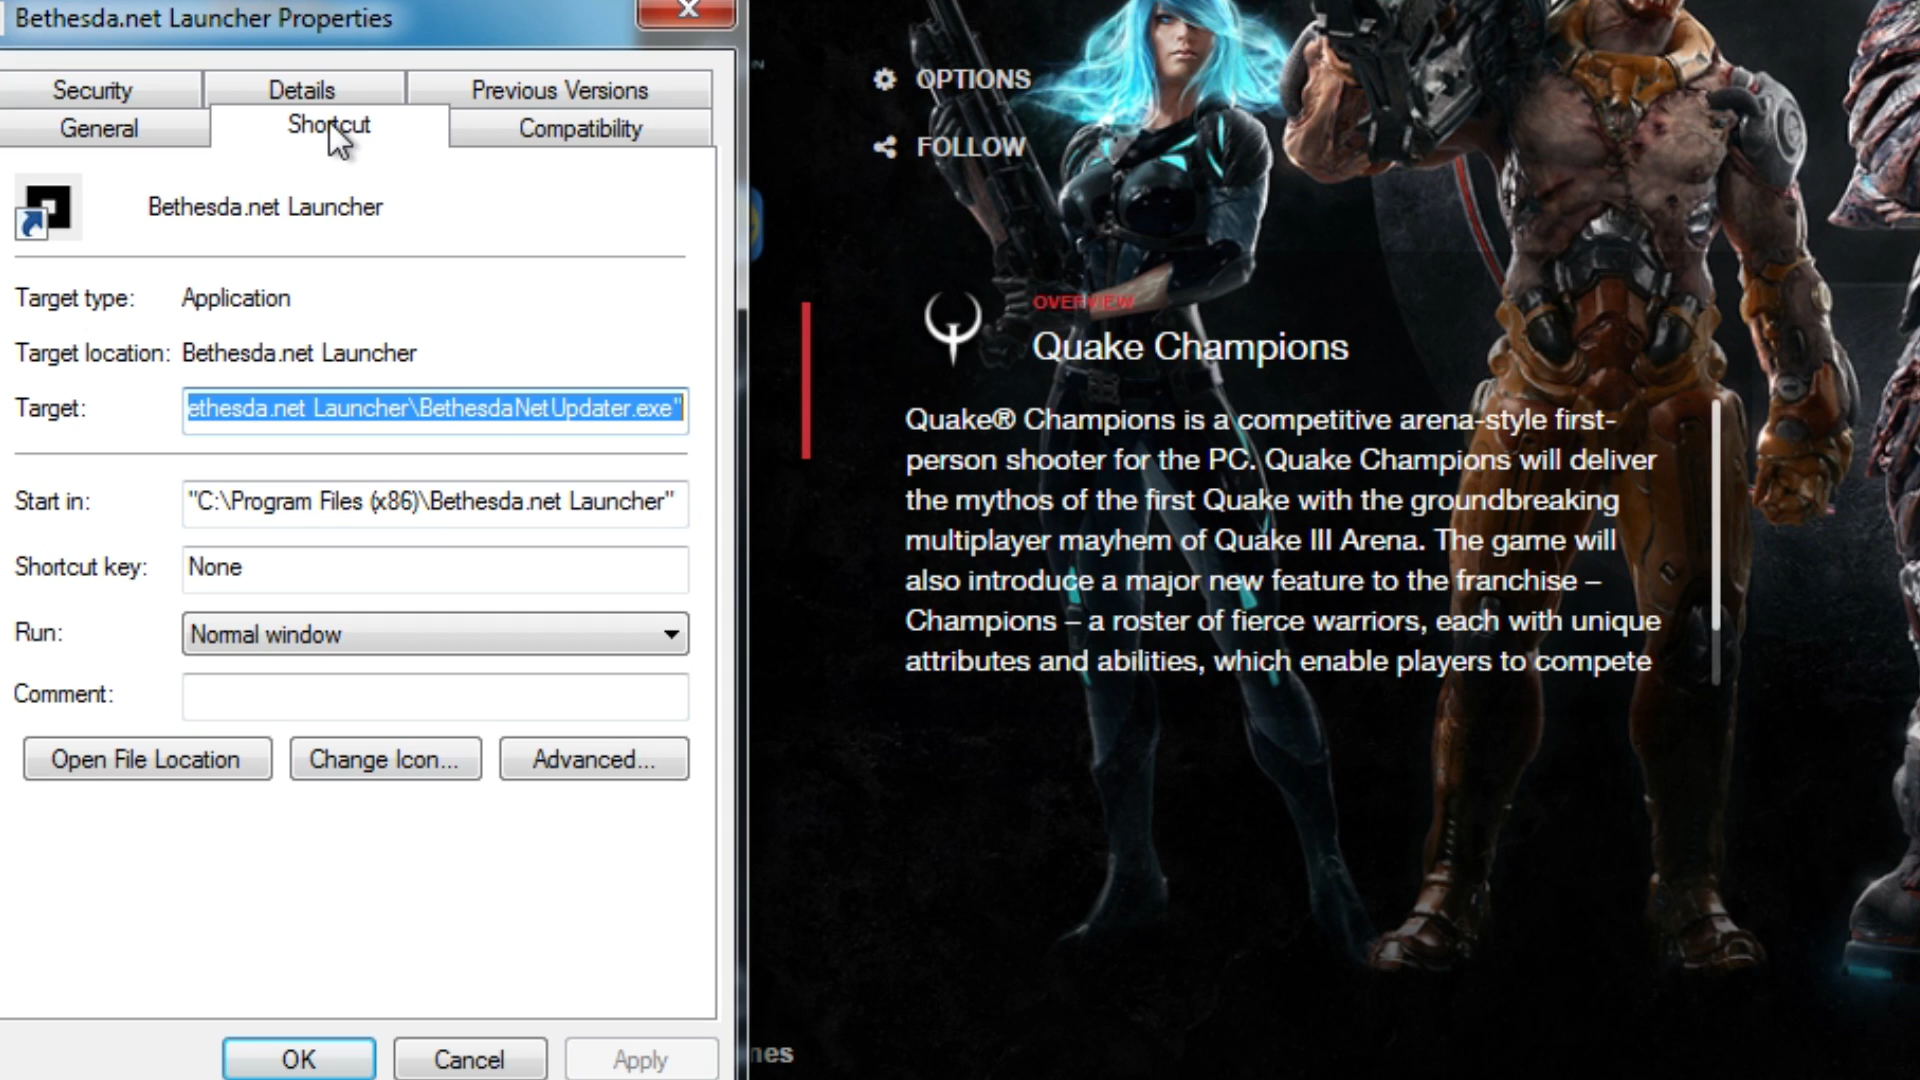 Bethesda.net Launcher Properties
Security
Details
Previous Versions
General
Shortcut
Compatibility
Bethesda.net Launcher
Target type: Application
Target location: Bethesda.net Launcher
Target: ethesda.net Launcher\BethesdaNetUpdater.exe"
Start in: "C:\Program Files (x86)\Bethesda.net Launcher"
Shortcut key: None
Run: Normal window
Comment:
Open File Location
Change Icon...
Advanced...
OK
Cancel
Apply
OPTIONS
FOLLOW
OVERVIEW
Quake Champions
Quake® Champions is a competitive arena-style first-
person shooter for the PC. Quake Champions will deliver
the mythos of the first Quake with the groundbreaking
multiplayer mayhem of Quake III Arena. The game will
also introduce a major new feature to the franchise –
Champions – a roster of fierce warriors, each with unique
attributes and abilities, which enable players to compete